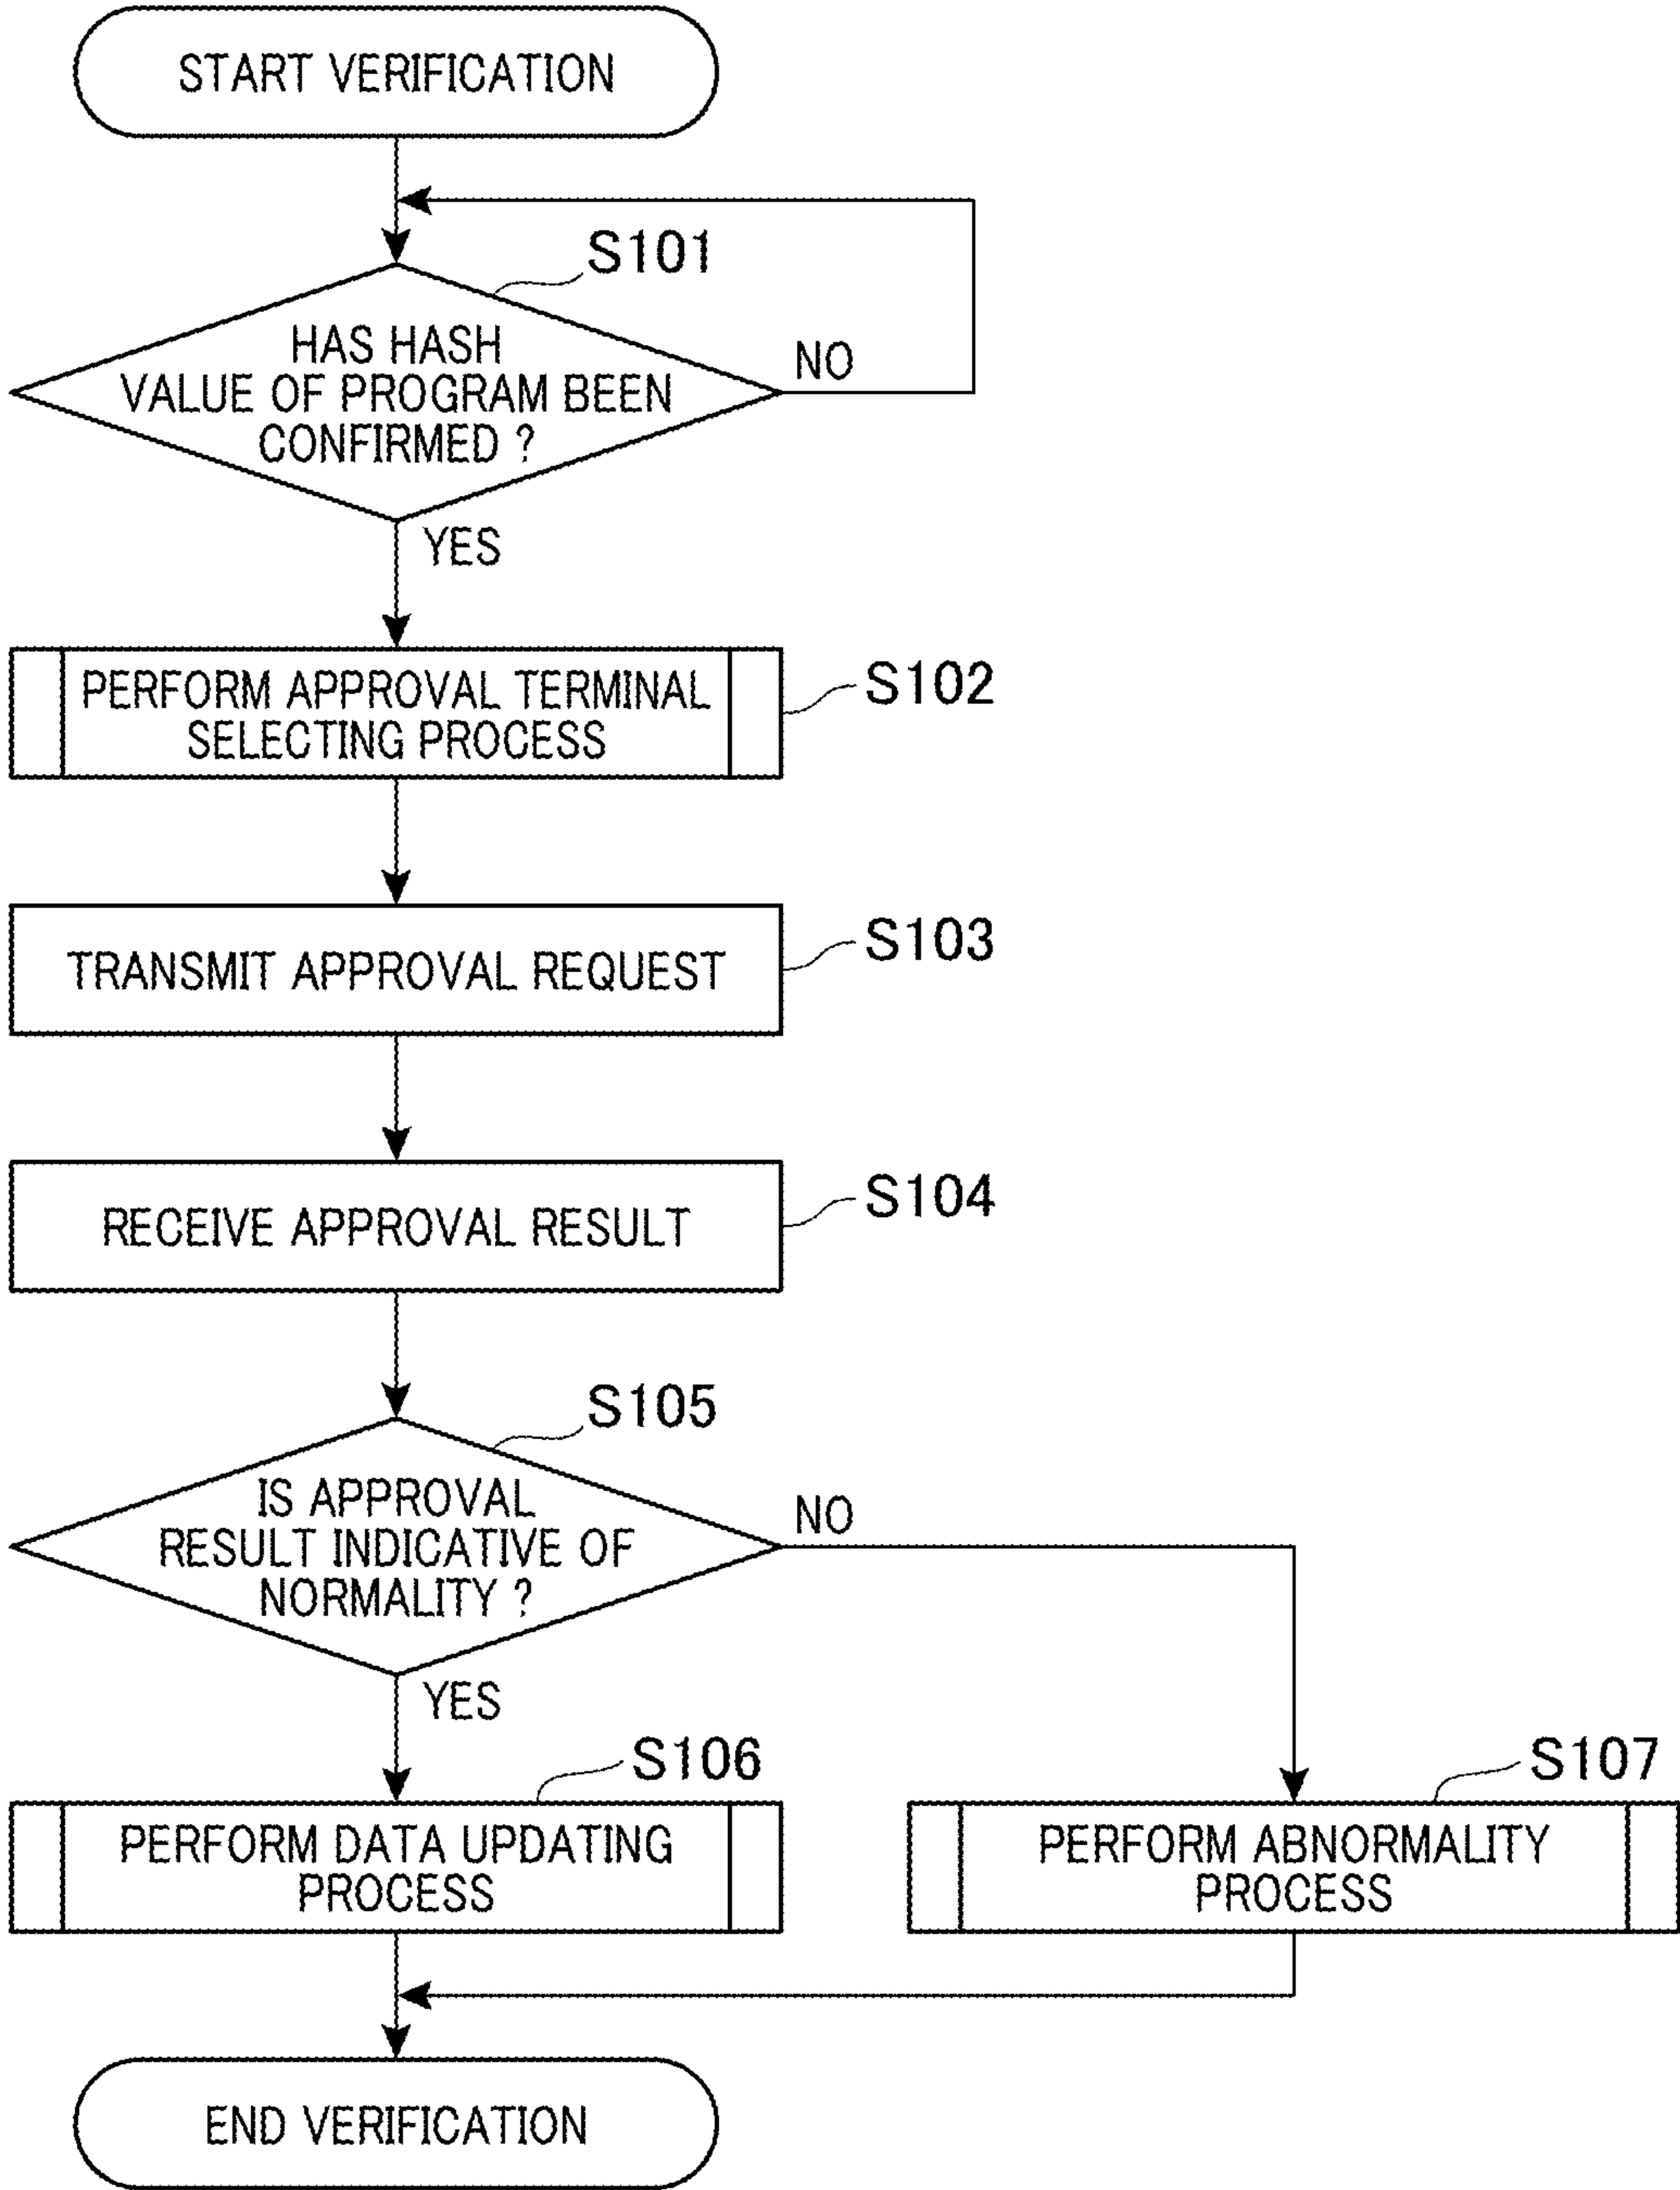 START VERIFICATION
S101
HAS HASH
VALUE OF PROGRAM BEEN
CONFIRMED ?
NO
YES
PERFORM APPROVAL TERMINAL
SELECTING PROCESS
S102
TRANSMIT APPROVAL REQUEST
S103
RECEIVE APPROVAL RESULT
S104
S105
IS APPROVAL
RESULT INDICATIVE OF
NORMALITY ?
NO
YES
S106
PERFORM DATA UPDATING
PROCESS
S107
PERFORM ABNORMALITY
PROCESS
END VERIFICATION